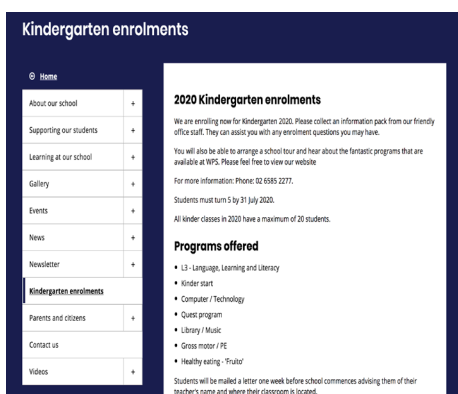 Kindergarten enrolments
Home
About our school +
Supporting our students +
Learning at our school +
Gallery +
Events +
News +
Newsletter +
Kindergarten enrolments
Parents and citizens +
Contact us
Videos +
2020 Kindergarten enrolments
We are enrolling now for Kindergarten 2020. Please collect an information pack from our friendly
office staff. They can assist you with any enrolment questions you may have.
You will also be able to arrange a school tour and hear about the fantastic programs that are
available at WPS. Please feel free to view our website
For more information: Phone: 02 6585 2277.
Students must turn 5 by 31 July 2020.
All kinder classes in 2020 have a maximum of 20 students.
Programs offered
• L3 - Language, Learning and Literacy
• Kinder start
• Computer / Technology
• Quest program
• Library / Music
• Gross motor / PE
• Healthy eating - 'Fruito'
Students will be mailed a letter one week before school commences advising them of their
teacher's name and where their classroom is located.